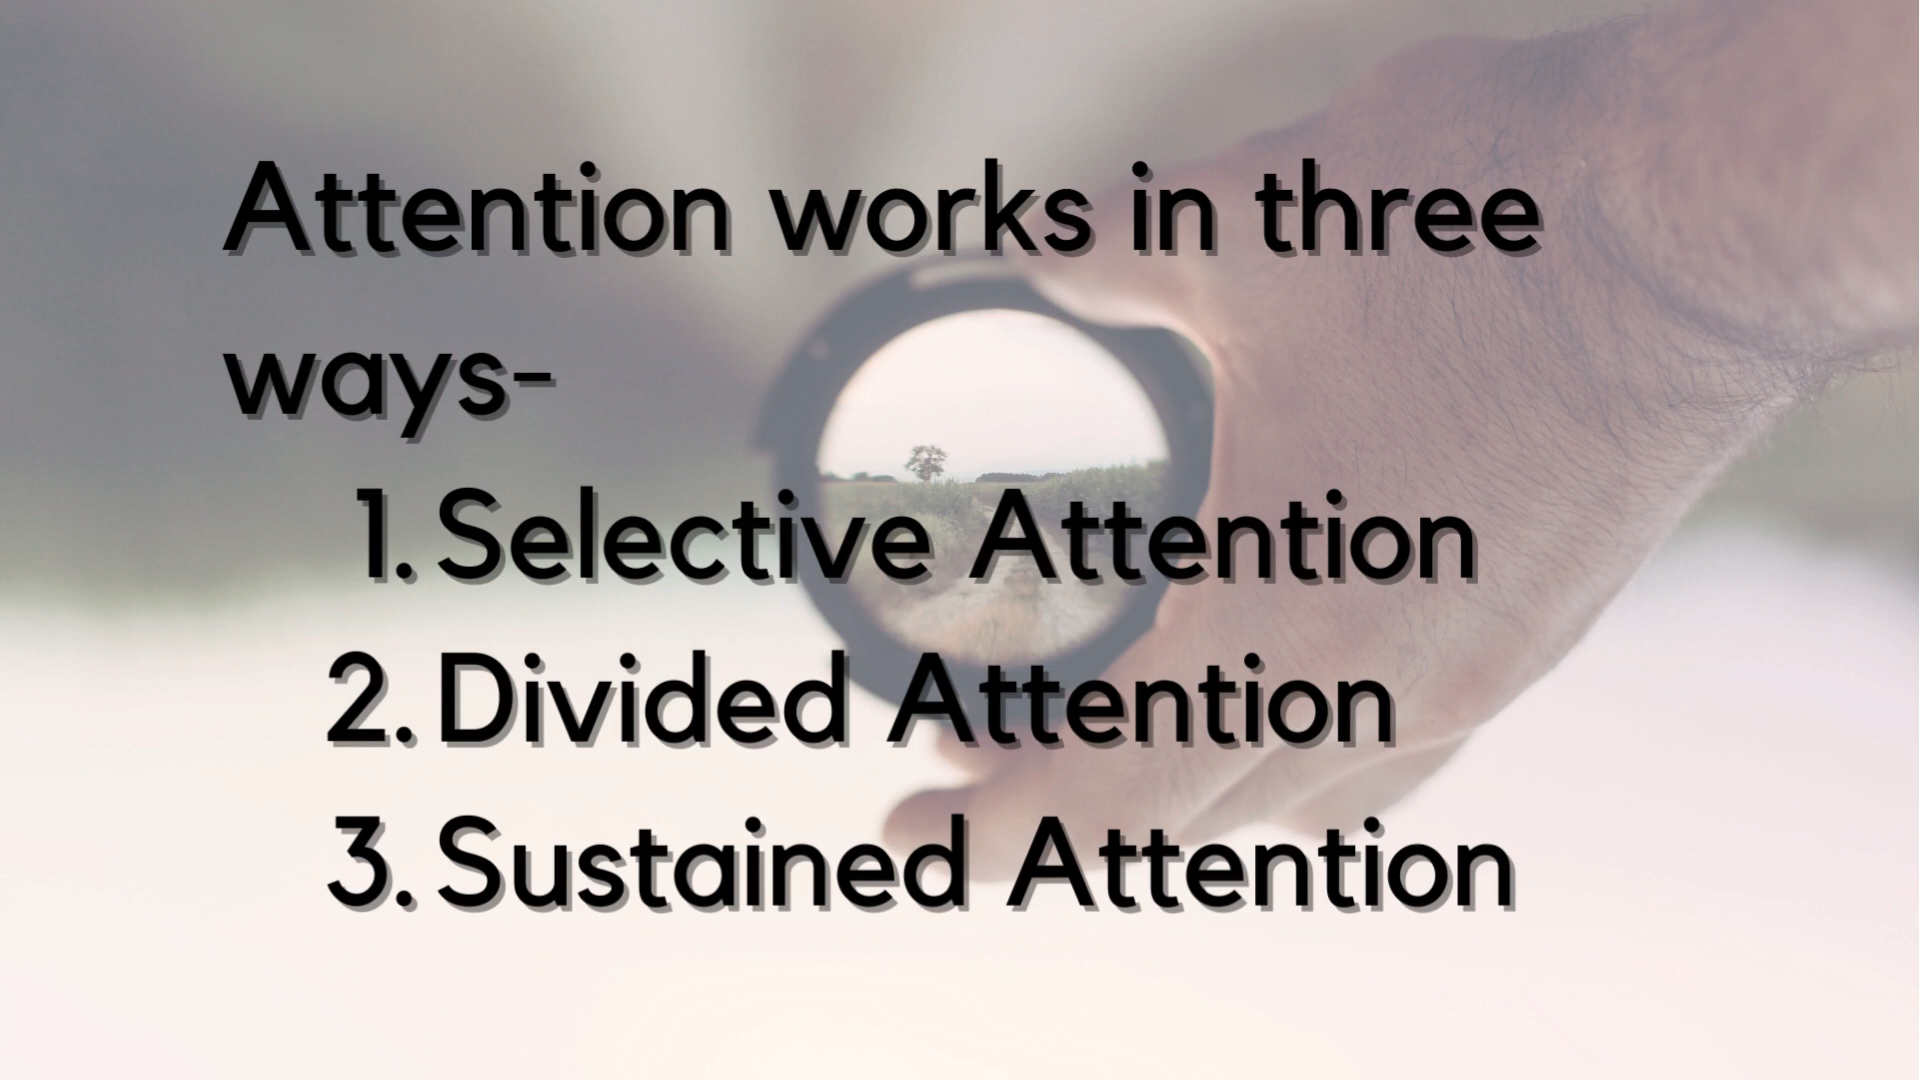 Attention works in three
ways-
1. Selective Attention
2. Divided Attention
3. Sustained Attention